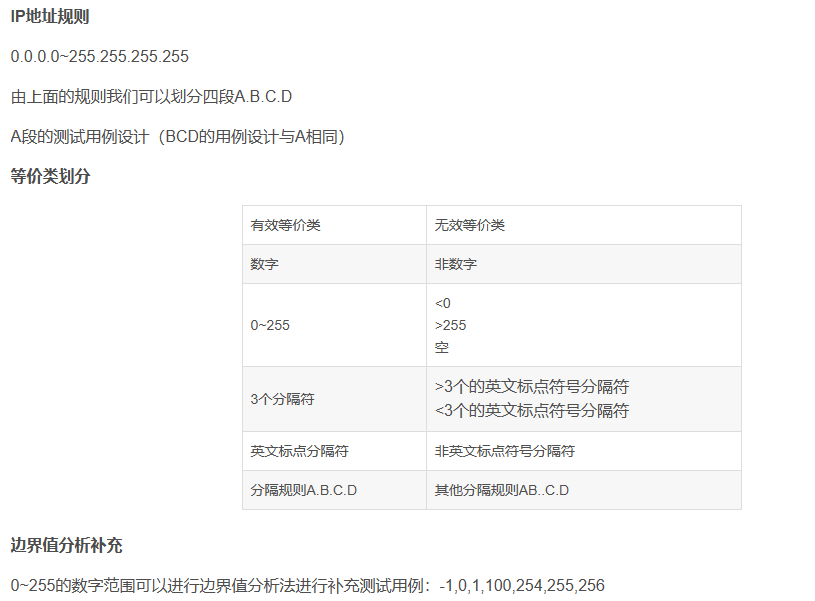 IP地址规则
0.0.0.0~255.255.255.255
由上面的规则我们可以划分四段A.B.C.D
A段的测试用例设计（BCD的用例设计与A相同）
等价类划分
有效等价类 无效等价类
数字 非数字
0~255
<0
>255
空
3个分隔符
>3个的英文标点符号分隔符
<3个的英文标点符号分隔符
英文标点分隔符 非英文标点符号分隔符
分隔规则A.B.C.D 其他分隔规则AB..C.D
边界值分析补充
0~255的数字范围可以进行边界值分析法进行补充测试用例：-1,0,1,100,254,255,256